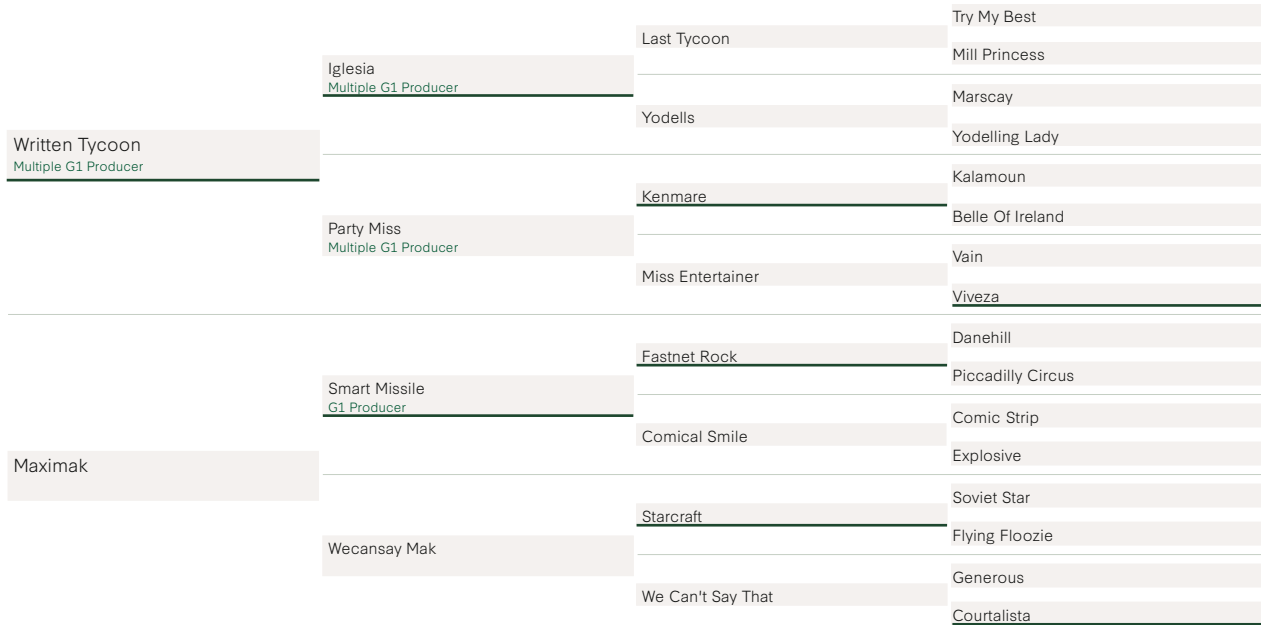 Written Tycoon
Multiple G1 Producer
Iglesia
Multiple G1 Producer
Last Tycoon
Try My Best
Mill Princess
Yodells
Marscay
Yodelling Lady
Party Miss
Multiple G1 Producer
Kenmare
Kalamoun
Belle Of Ireland
Miss Entertainer
Vain
Viveza
Maximak
Smart Missile
G1 Producer
Fastnet Rock
Danehill
Piccadilly Circus
Comical Smile
Comic Strip
Explosive
Wecansay Mak
Starcraft
Soviet Star
Flying Floozie
We Can't Say That
Generous
Courtalista